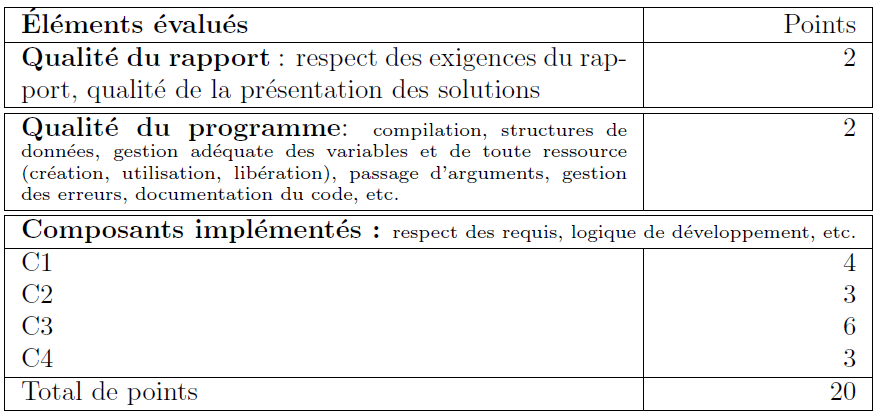 Éléments évalués Points
Qualité du rapport : respect des exigences du rap- 2
port, qualité de la présentation des solutions
Qualité du programme: compilation, structures de 2
données, gestion adéquate des variables et de toute ressource
(création, utilisation, libération), passage d'arguments, gestion
des erreurs, documentation du code, etc.
Composants implémentés : respect des requis, logique de développement, etc.
C1 4
C2 3
C3 6
C4 3
Total de points 20